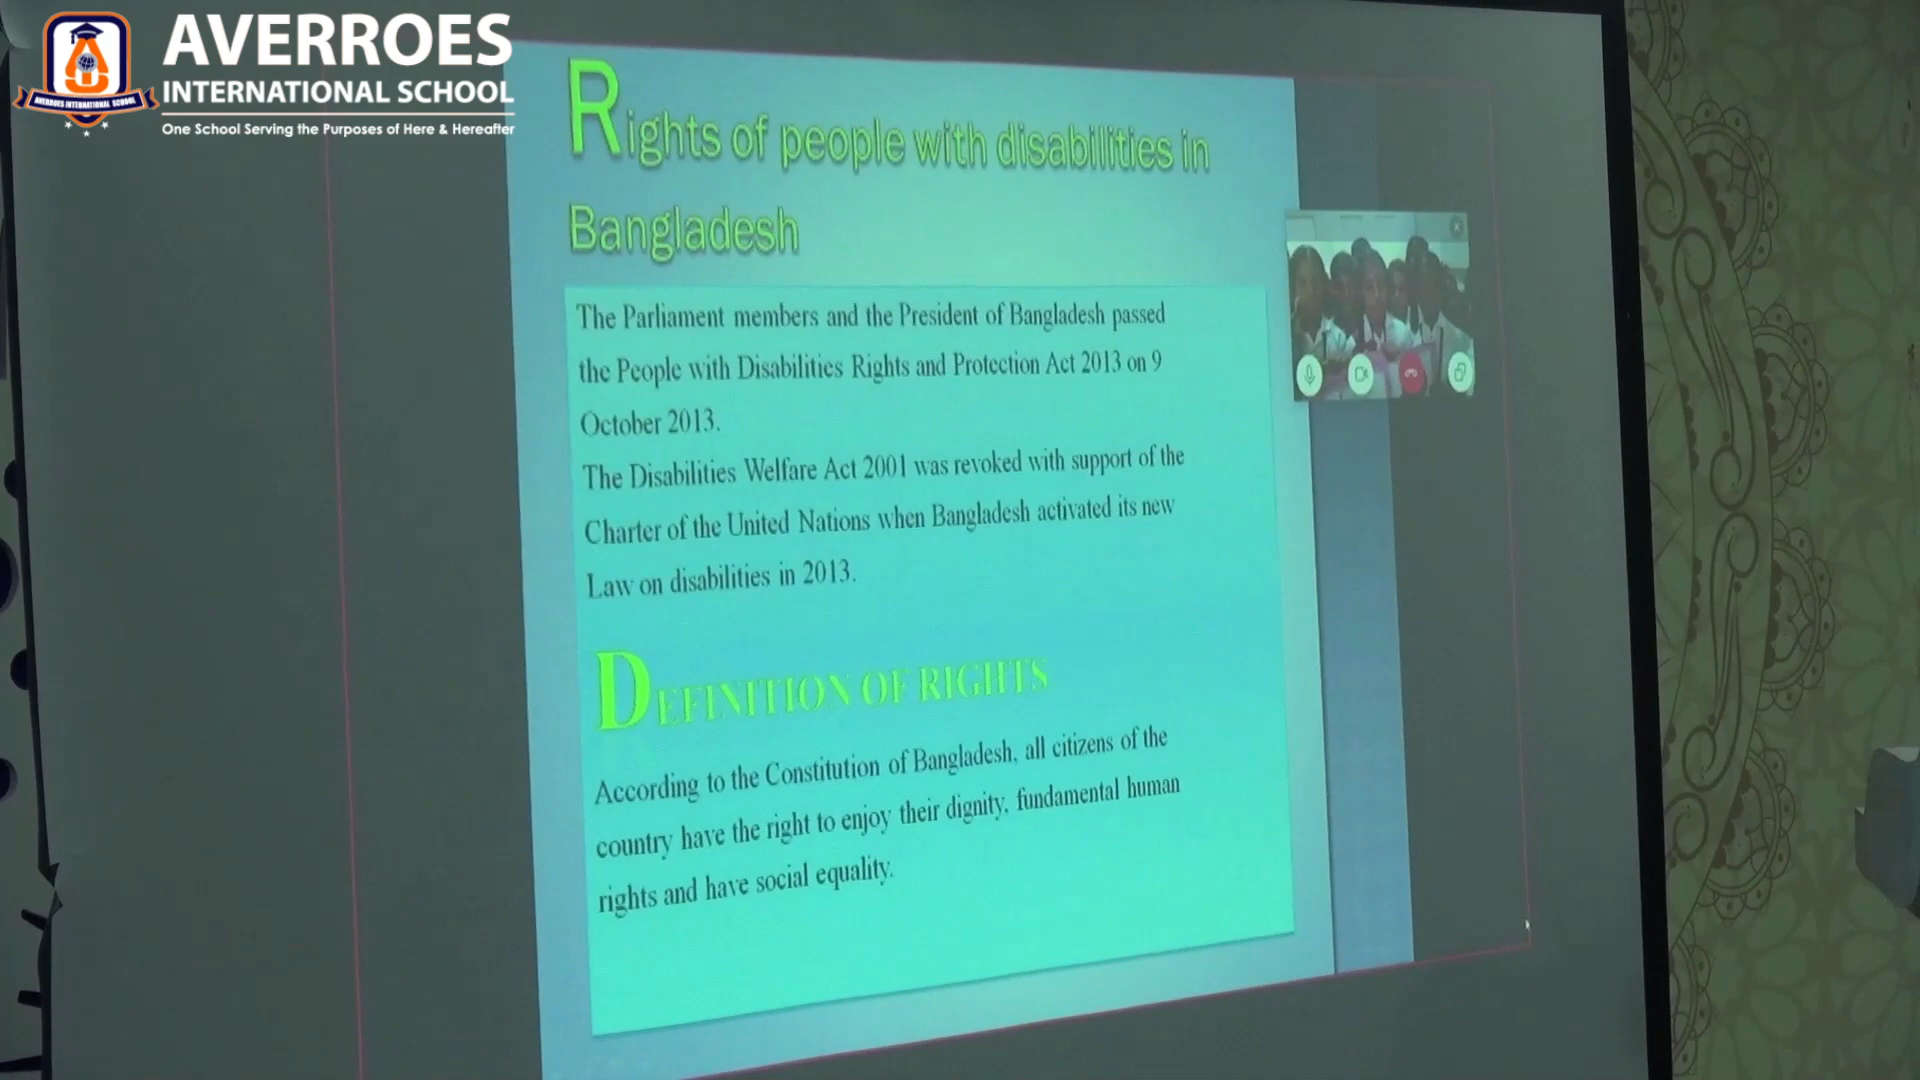 AVERROES
INTERNATIONAL SCHOOL
One School Serving the Purposes of Here & Hereafter
AVERROES INTERNATIONAL SCHOOL
Rights of people with disabilities in
Bangladesh
The Parliament members and the President of Bangladesh passed
the People with Disabilities Rights and Protection Act 2013 on 9
October 2013.
The Disabilities Welfare Act 2001 was revoked with support of the
Charter of the United Nations when Bangladesh activated its new
Law on disabilities in 2013.
DEFINITION OF RIGHTS
According to the Constitution of Bangladesh, all citizens of the
country have the right to enjoy their dignity, fundamental human
rights and have social equality.